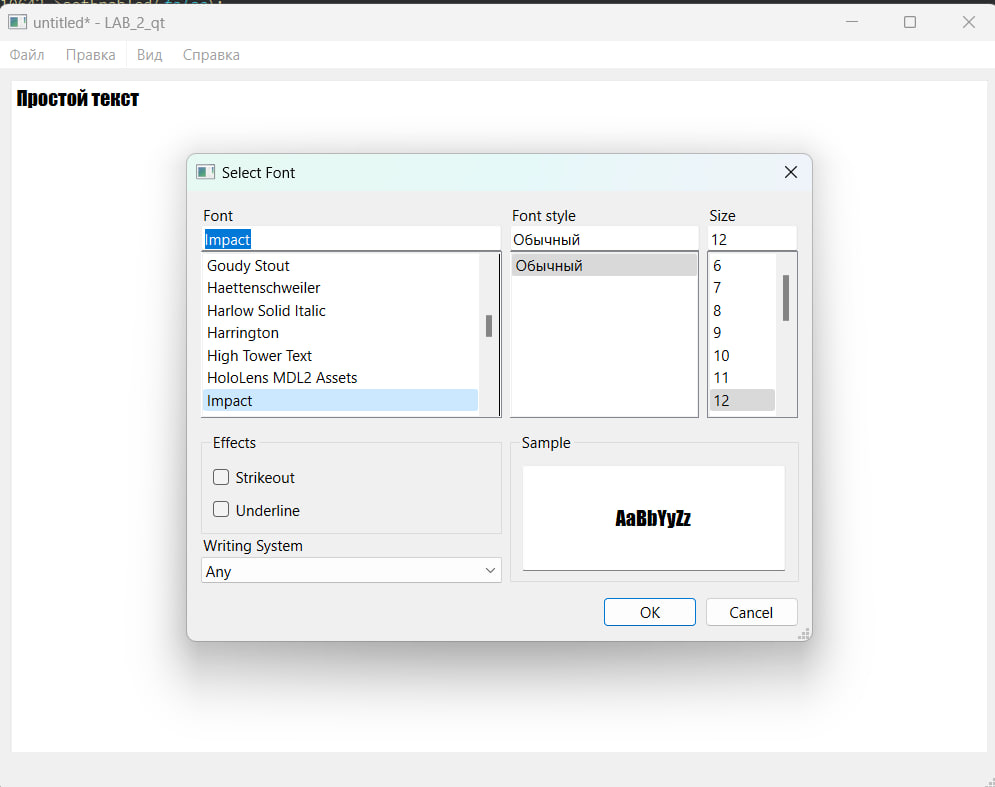 untitled* - LAB_2_qt
Файл Правка Вид Справка
Простой текст
Select Font
Font Font style Size
Impact Обычный 12
Goudy Stout Обычный 6
Haettenschweiler 7
Harlow Solid Italic 8
Harrington 9
High Tower Text 10
HoloLens MDL2 Assets 11
Impact 12
Effects Sample
Strikeout
Underline
AaBbYyZz
Writing System
Any
OK Cancel